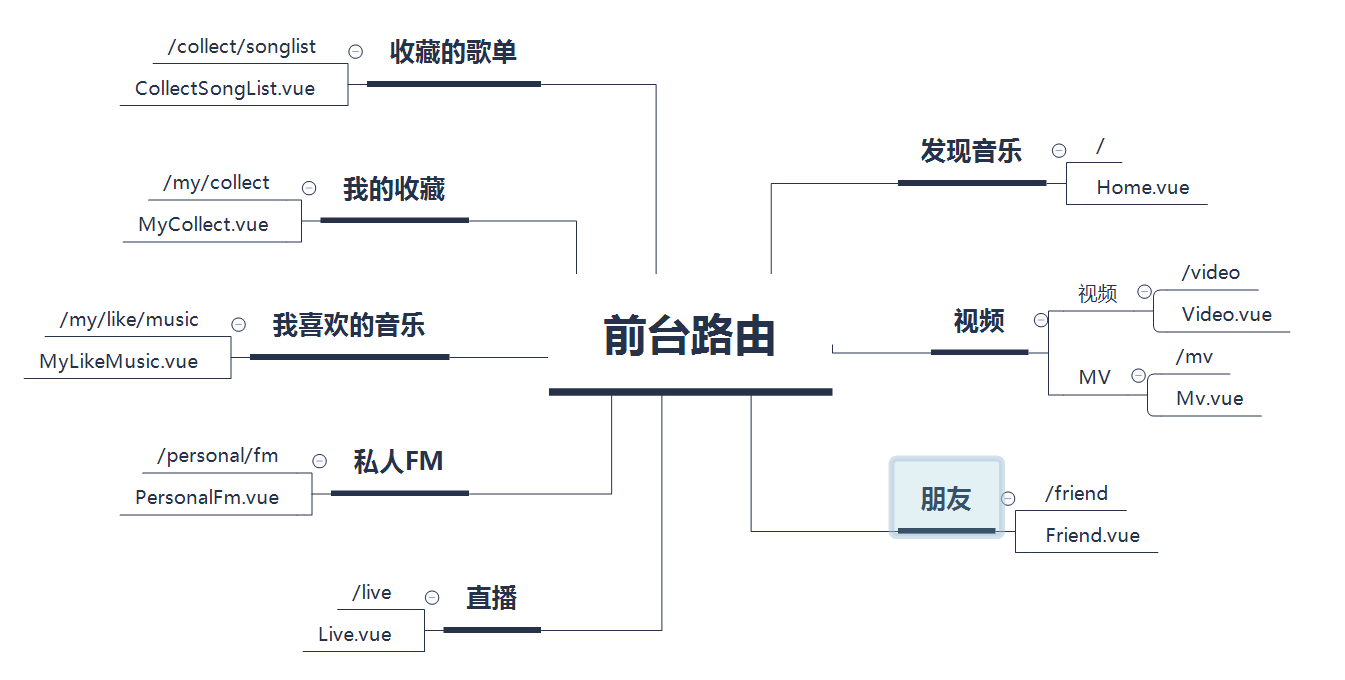 前台路由
发现音乐
/
Home.vue
视频
视频
/video
Video.vue
MV
/mv
Mv.vue
朋友
/friend
Friend.vue
收藏的歌单
/collect/songlist
CollectSongList.vue
我的收藏
/my/collect
MyCollect.vue
我喜欢的音乐
/my/like/music
MyLikeMusic.vue
私人FM
/personal/fm
PersonalFm.vue
直播
/live
Live.vue